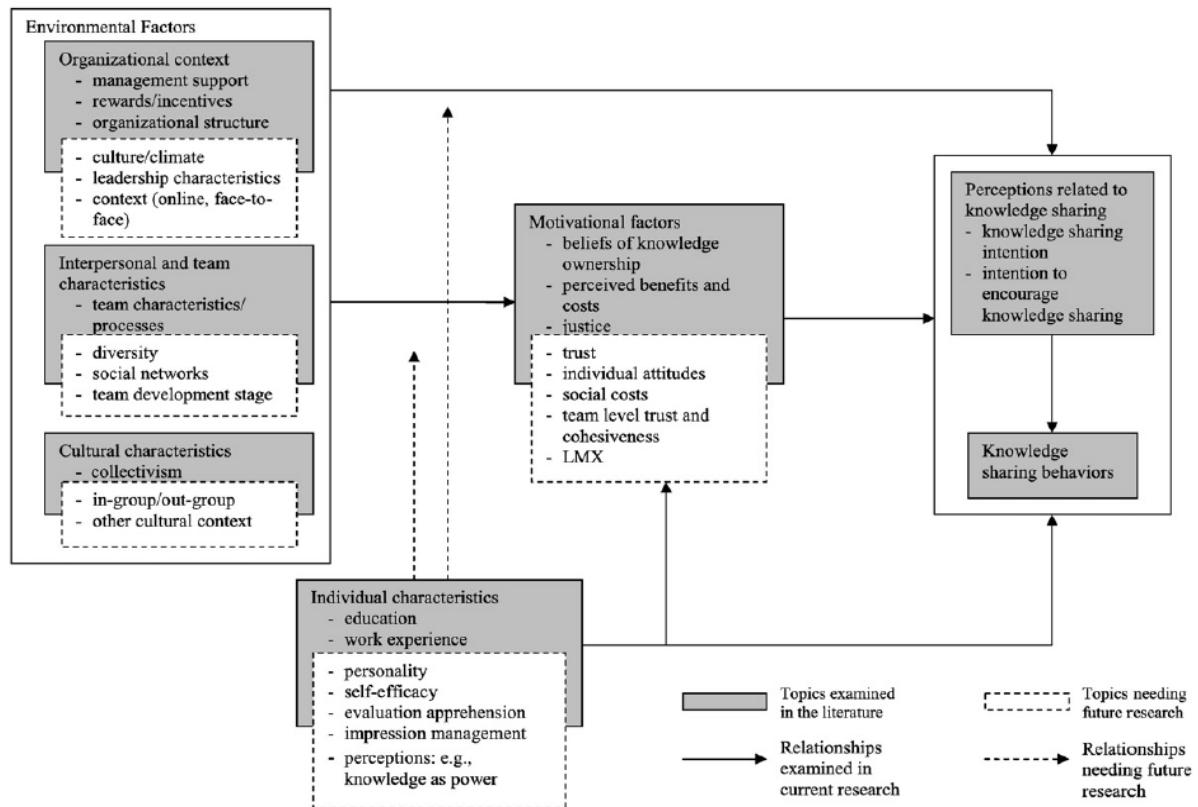 Environmental Factors
Organizational context
- management support
- rewards/incentives
- organizational structure
- culture/climate
- leadership characteristics
- context (online, face-to-
face)
Interpersonal and team
characteristics
- team characteristics/
processes
- diversity
- social networks
- team development stage
Cultural characteristics
- collectivism
- in-group/out-group
- other cultural context
Motivational factors
- beliefs of knowledge
ownership
- perceived benefits and
costs
- justice
- trust
- individual attitudes
- social costs
- team level trust and
cohesiveness
- LMX
Perceptions related to
knowledge sharing
- knowledge sharing
intention
- intention to
encourage
knowledge sharing
Knowledge
sharing behaviors
Individual characteristics
- education
- work experience
- personality
- self-efficacy
- evaluation apprehension
- impression management
- perceptions: e.g.,
knowledge as power
Topics examined
in the literature
Topics needing
future research
Relationships
examined in
current research
Relationships
needing future
research